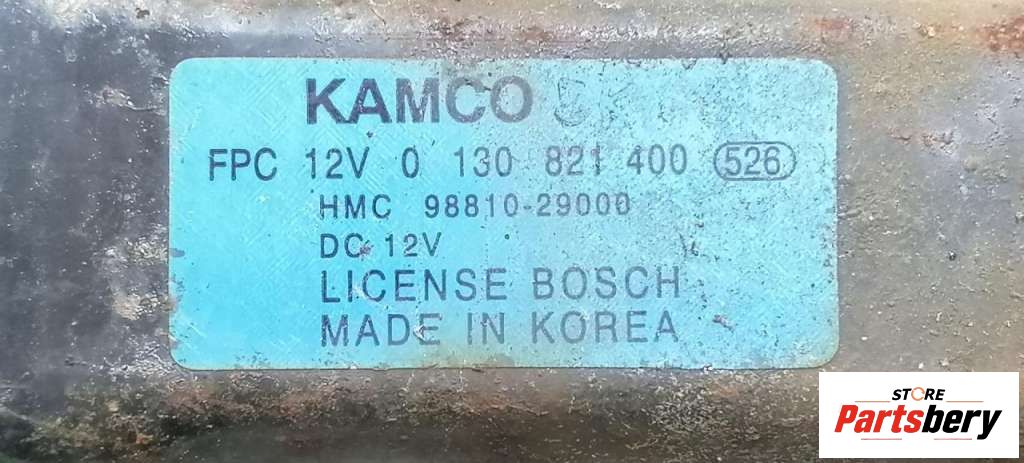 KAMCO
FPC 12V 0 130 821 400 526
HMC 98810-29000
DC 12V
LICENSE BOSCH
MADE IN KOREA
STORE
Partsbery